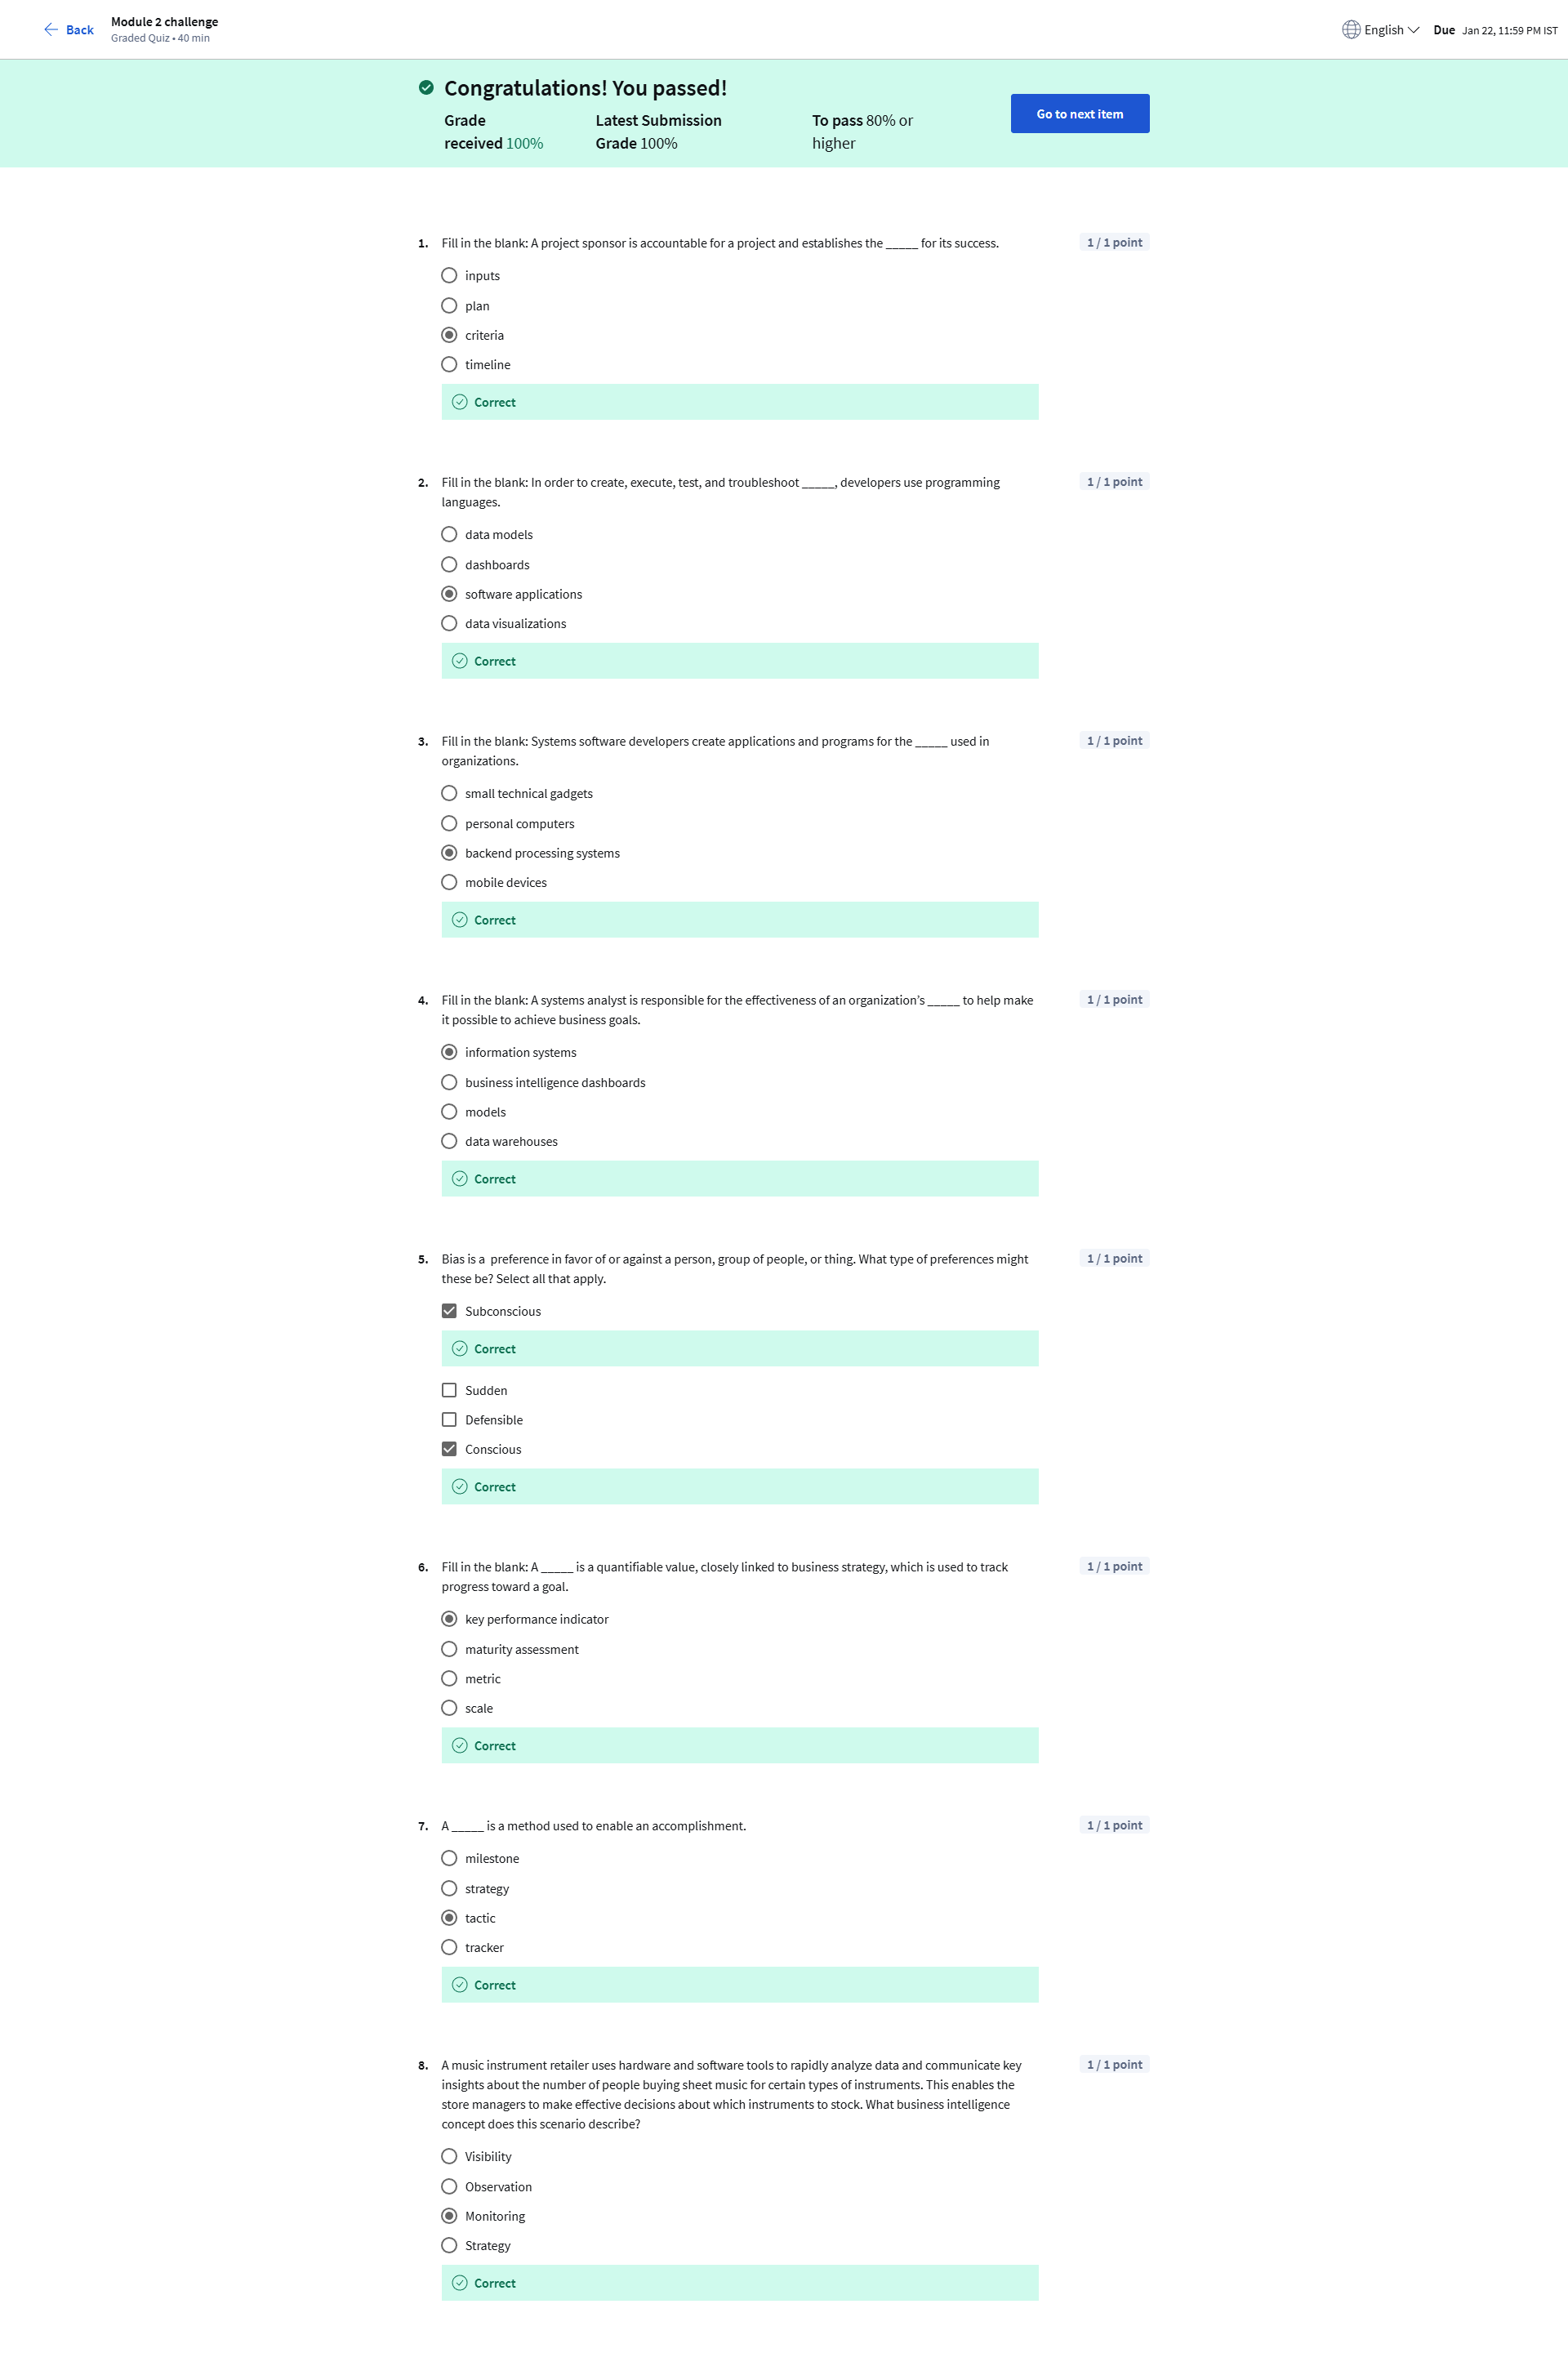 Back
Module 2 challenge
Graded Quiz • 40 min
English
Due Jan 22, 11:59 PM IST
Congratulations! You passed!
Grade received 100%
Latest Submission Grade 100%
To pass 80% or higher
Go to next item
1. Fill in the blank: A project sponsor is accountable for a project and establishes the _____ for its success.
1 / 1 point
inputs
plan
criteria
timeline
Correct
2. Fill in the blank: In order to create, execute, test, and troubleshoot _____, developers use programming
languages.
1 / 1 point
data models
dashboards
software applications
data visualizations
Correct
3. Fill in the blank: Systems software developers create applications and programs for the _____ used in
organizations.
1 / 1 point
small technical gadgets
personal computers
backend processing systems
mobile devices
Correct
4. Fill in the blank: A systems analyst is responsible for the effectiveness of an organization’s _____ to help make
it possible to achieve business goals.
1 / 1 point
information systems
business intelligence dashboards
models
data warehouses
Correct
5. Bias is a  preference in favor of or against a person, group of people, or thing. What type of preferences might
these be? Select all that apply.
1 / 1 point
Subconscious
Correct
Sudden
Defensible
Conscious
Correct
6. Fill in the blank: A _____ is a quantifiable value, closely linked to business strategy, which is used to track
progress toward a goal.
1 / 1 point
key performance indicator
maturity assessment
metric
scale
Correct
7. A _____ is a method used to enable an accomplishment.
1 / 1 point
milestone
strategy
tactic
tracker
Correct
8. A music instrument retailer uses hardware and software tools to rapidly analyze data and communicate key
insights about the number of people buying sheet music for certain types of instruments. This enables the
store managers to make effective decisions about which instruments to stock. What business intelligence
concept does this scenario describe?
1 / 1 point
Visibility
Observation
Monitoring
Strategy
Correct